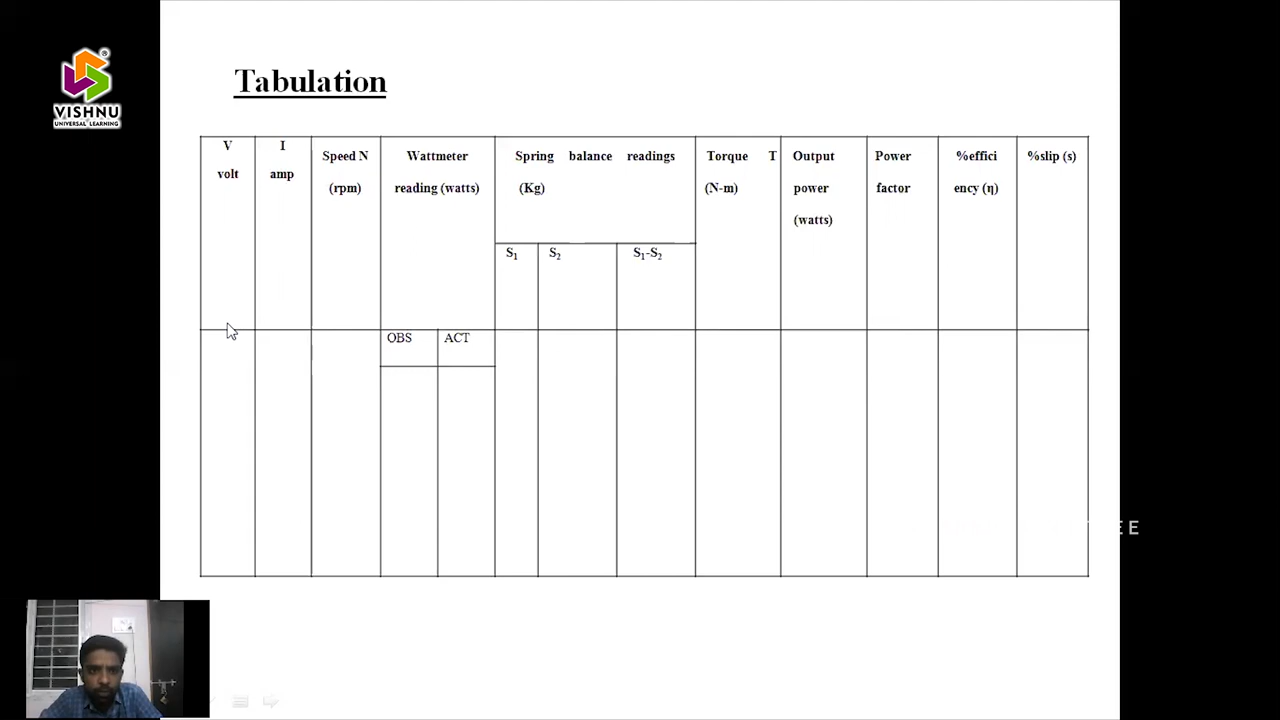 VISHNU
UNIVERSAL LEARNING
Tabulation
V
volt
I
amp
Speed N
(rpm)
Wattmeter
reading (watts)
Spring balance readings
(Kg)
Torque T
(N-m)
Output
power
(watts)
Power
factor
%effici
ency (η)
%slip (s)
S1
S2
S1-S2
OBS
ACT
E E